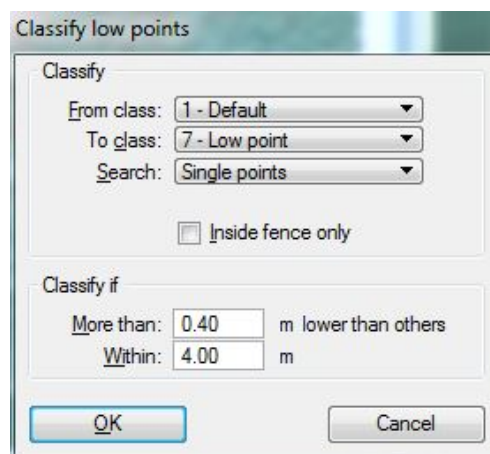 Classify low points
Classify
From class: 1 - Default
To class: 7 - Low point
Search: Single points
Inside fence only
Classify if
More than: 0.40 m lower than others
Within: 4.00 m
OK Cancel